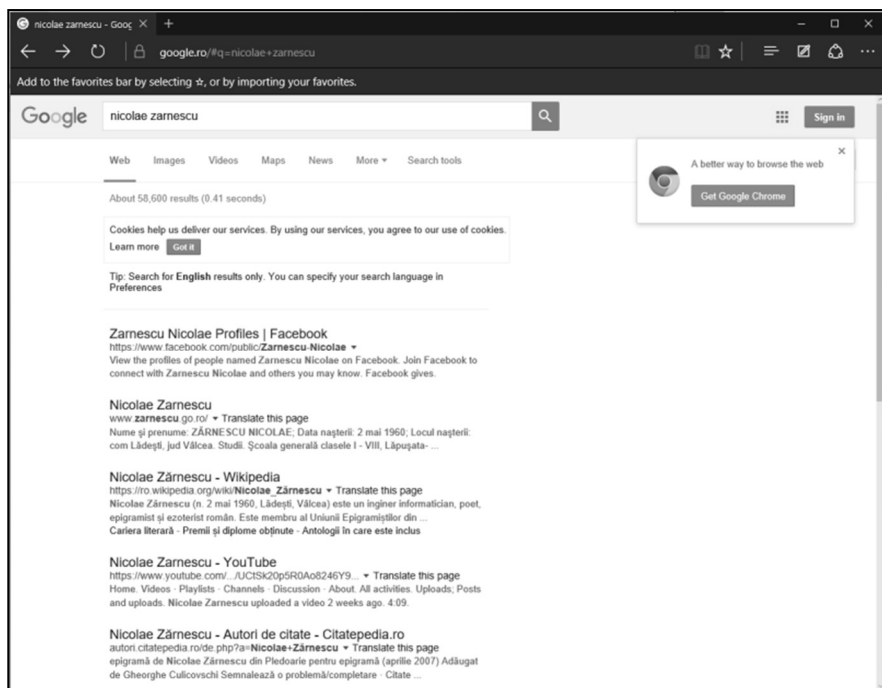 nicolae zarnescu - Goog
google.ro/#q=nicolae+zarnescu
Add to the favorites bar by selecting ☆, or by importing your favorites.
Google
nicolae zarnescu
Sign in
Web Images Videos Maps News More ▾ Search tools
A better way to browse the web
Get Google Chrome
About 58,600 results (0.41 seconds)
Cookies help us deliver our services. By using our services, you agree to our use of cookies.
Learn more Got it
Tip: Search for English results only. You can specify your search language in
Preferences
Zarnescu Nicolae Profiles | Facebook
https://www.facebook.com/public/Zarnescu-Nicolae ▾
View the profiles of people named Zarnescu Nicolae on Facebook. Join Facebook to
connect with Zarnescu Nicolae and others you may know. Facebook gives.
Nicolae Zarnescu
www.zarnescu.go.ro/ ▾ Translate this page
Nume şi prenume: ZĂRNESCU NICOLAE; Data naşterii: 2 mai 1960; Locul naşterii:
com Lădeşti, jud Vâlcea. Studii. Şcoala generală clasele I - VIII, Lăpuşata- ...
Nicolae Zărnescu - Wikipedia
https://ro.wikipedia.org/wiki/Nicolae_Zărnescu ▾ Translate this page
Nicolae Zărnescu (n. 2 mai 1960, Lădești, Vâlcea) este un inginer informatician, poet,
epigramist și ezoterist român. Este membru al Uniunii Epigramiștilor din ...
Cariera literară - Premii și diplome obținute - Antologii în care este inclus
Nicolae Zarnescu - YouTube
https://www.youtube.com/.../UCtSk20p5R0Ao8246Y9... ▾ Translate this page
Home. Videos · Playlists · Channels · Discussion · About. All activities. Uploads; Posts
and uploads. Nicolae Zarnescu uploaded a video 2 weeks ago. 4:09.
Nicolae Zărnescu - Autori de citate - Citatepedia.ro
autori.citatepedia.ro/de.php?a=Nicolae+Zărnescu ▾ Translate this page
epigramă de Nicolae Zărnescu din Pledoarie pentru epigramă (aprilie 2007) Adăugat
de Gheorghe Culicovschi Semnalează o problemă/completare · Citate ...